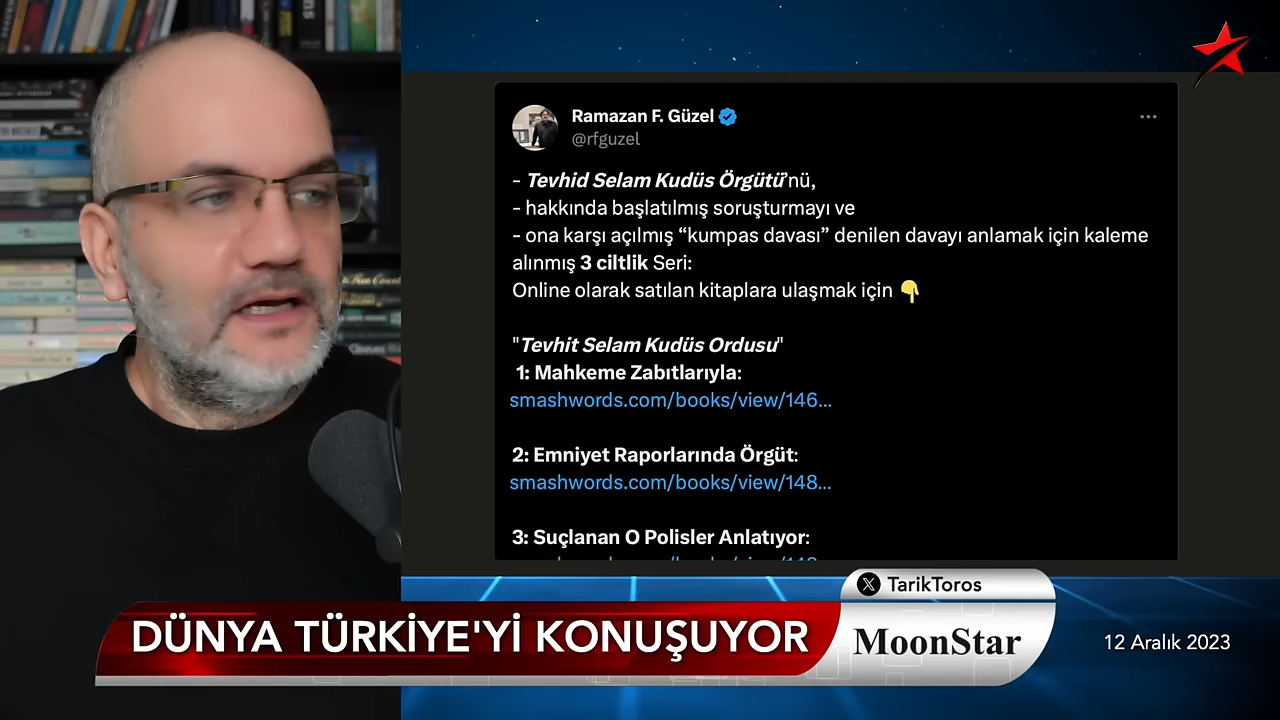 Ramazan F. Güzel
@rfguzel
- Tevhid Selam Kudüs Örgütü'nü,
- hakkında başlatılmış soruşturmayı ve
- ona karşı açılmış “kumpas davası” denilen davayı anlamak için kaleme
alınmış 3 ciltlik Seri:
Online olarak satılan kitaplara ulaşmak için 👇
"Tevhit Selam Kudüs Ordusu"
1: Mahkeme Zabıtlarıyla:
smashwords.com/books/view/146...
2: Emniyet Raporlarında Örgüt:
smashwords.com/books/view/148...
3: Suçlanan O Polisler Anlatıyor:
TarikToros
DÜNYA TÜRKİYE'Yİ KONUŞUYOR
MoonStar
12 Aralık 2023